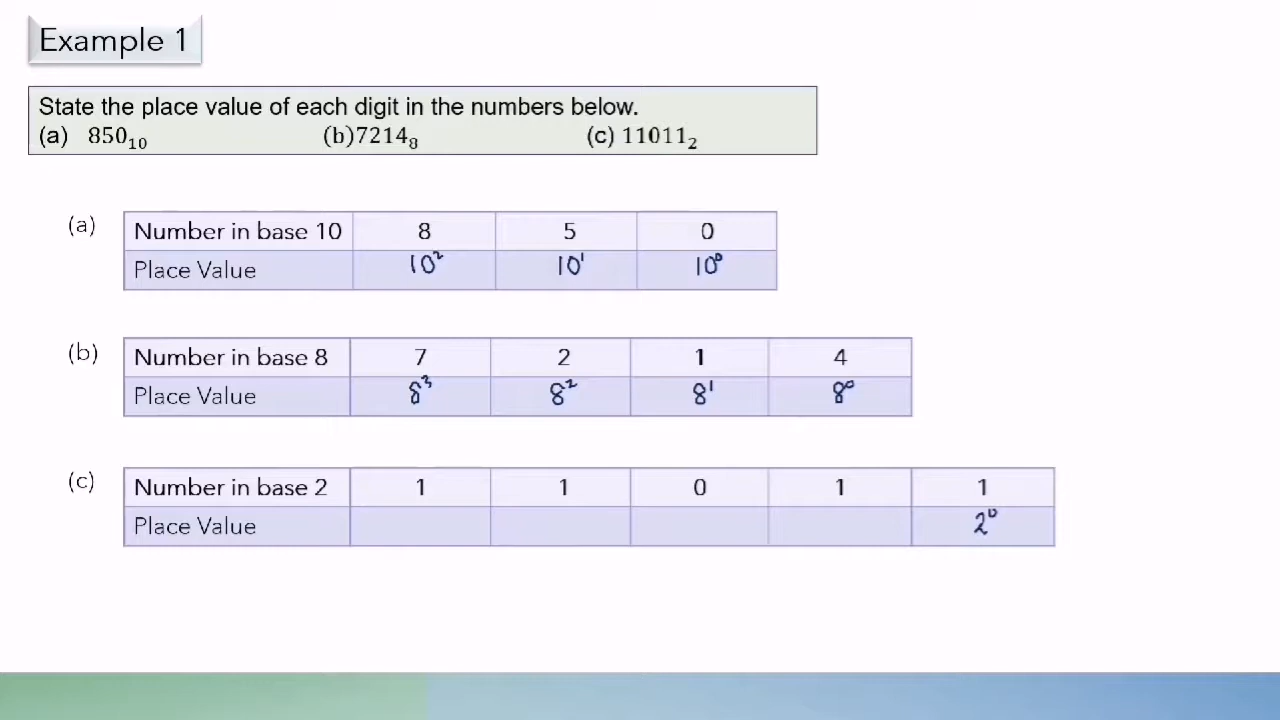 Example 1
State the place value of each digit in the numbers below.
(a) 850₁₀ (b)7214₈ (c) 11011₂
(a) Number in base 10 8 5 0
Place Value 10² 10¹ 10⁰
(b) Number in base 8 7 2 1 4
Place Value 8³ 8² 8¹ 8⁰
(c) Number in base 2 1 1 0 1 1
Place Value 2⁰